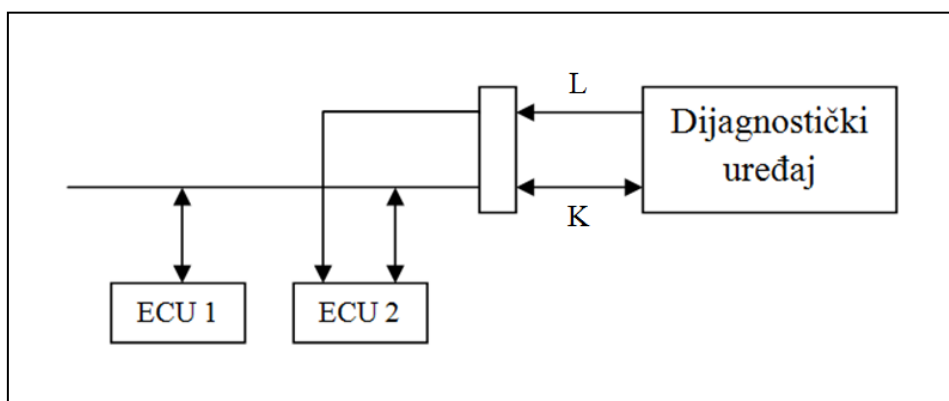 L
Dijagnostički
uređaj
K
ECU 1
ECU 2